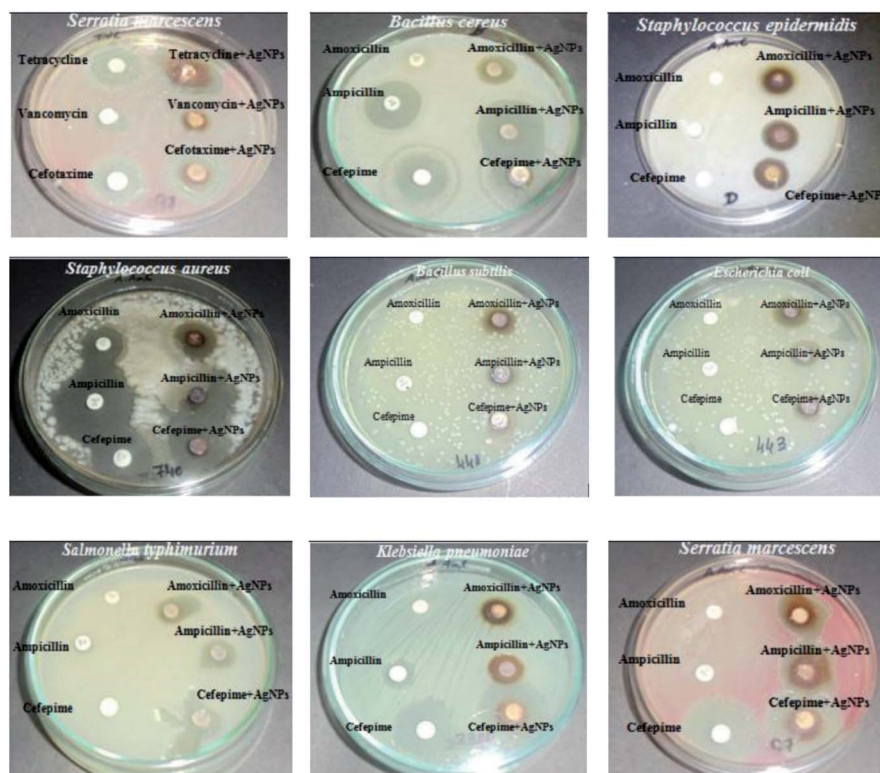 Serratia marcescens
Tetracycline
Tetracycline+AgNPs
Vancomycin
Vancomycin+AgNPs
Cefotaxime
Cefotaxime+AgNPs
Bacillus cereus
Amoxicillin
Amoxicillin+AgNPs
Ampicillin
Ampicillin+AgNPs
Cefepime
Cefepime+AgNPs
Staphylococcus epidermidis
Amoxicillin
Amoxicillin+AgNPs
Ampicillin
Ampicillin+AgNPs
Cefepime
Cefepime+AgNPs
D
Staphylococcus aureus
Amoxicillin
Amoxicillin+AgNPs
Ampicillin
Ampicillin+AgNPs
Cefepime
Cefepime+AgNPs
740
Bacillus subtilis
Amoxicillin
Amoxicillin+AgNPs
Ampicillin
Ampicillin+AgNPs
Cefepime
Cefepime+AgNPs
Escherichia coli
Amoxicillin
Amoxicillin+AgNPs
Ampicillin
Ampicillin+AgNPs
Cefepime
Cefepime+AgNPs
443
Salmonella typhimurium
Amoxicillin
Amoxicillin+AgNPs
Ampicillin
Ampicillin+AgNPs
Cefepime
Cefepime+AgNPs
Klebsiella pneumoniae
Amoxicillin
Amoxicillin+AgNPs
Ampicillin
Ampicillin+AgNPs
Cefepime
Cefepime+AgNPs
Serratia marcescens
Amoxicillin
Amoxicillin+AgNPs
Ampicillin
Ampicillin+AgNPs
Cefepime
Cefepime+AgNPs